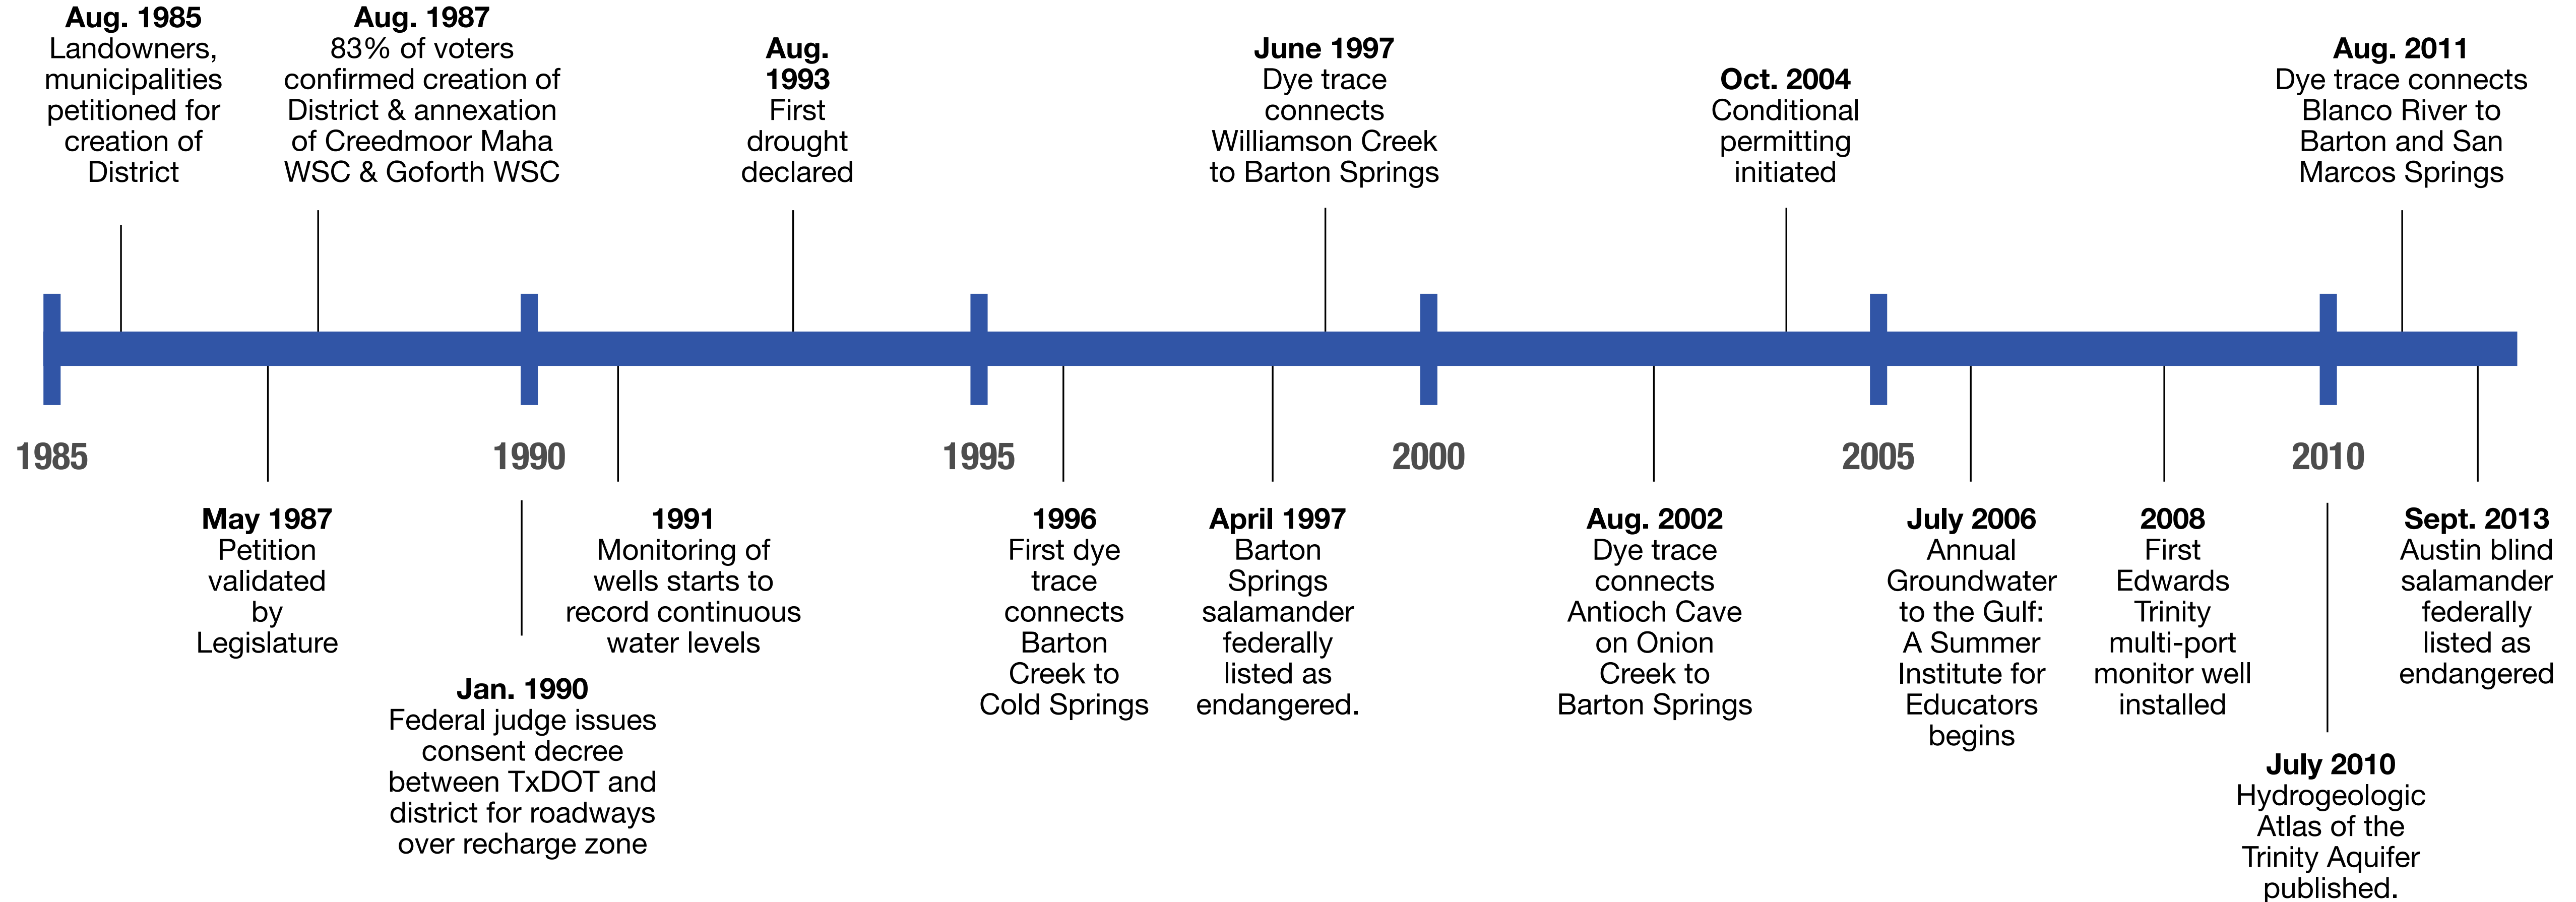 Aug. 1985
Landowners,
municipalities
petitioned for
creation of
District
Aug. 1987
83% of voters
confirmed creation of
District & annexation
of Creedmoor Maha
WSC & Goforth WSC
Aug.
1993
First
drought
declared
June 1997
Dye trace
connects
Williamson Creek
to Barton Springs
Oct. 2004
Conditional
permitting
initiated
Aug. 2011
Dye trace connects
Blanco River to
Barton and San
Marcos Springs
1985
1990
1995
2000
2005
2010
May 1987
Petition
validated
by
Legislature
Jan. 1990
Federal judge issues
consent decree
between TxDOT and
district for roadways
over recharge zone
1991
Monitoring of
wells starts to
record continuous
water levels
1996
First dye
trace
connects
Barton
Creek to
Cold Springs
April 1997
Barton
Springs
salamander
federally
listed as
endangered.
Aug. 2002
Dye trace
connects
Antioch Cave
on Onion
Creek to
Barton Springs
July 2006
Annual
Groundwater
to the Gulf:
A Summer
Institute for
Educators
begins
2008
First
Edwards
Trinity
multi-port
monitor well
installed
July 2010
Hydrogeologic
Atlas of the
Trinity Aquifer
published.
Sept. 2013
Austin blind
salamander
federally
listed as
endangered